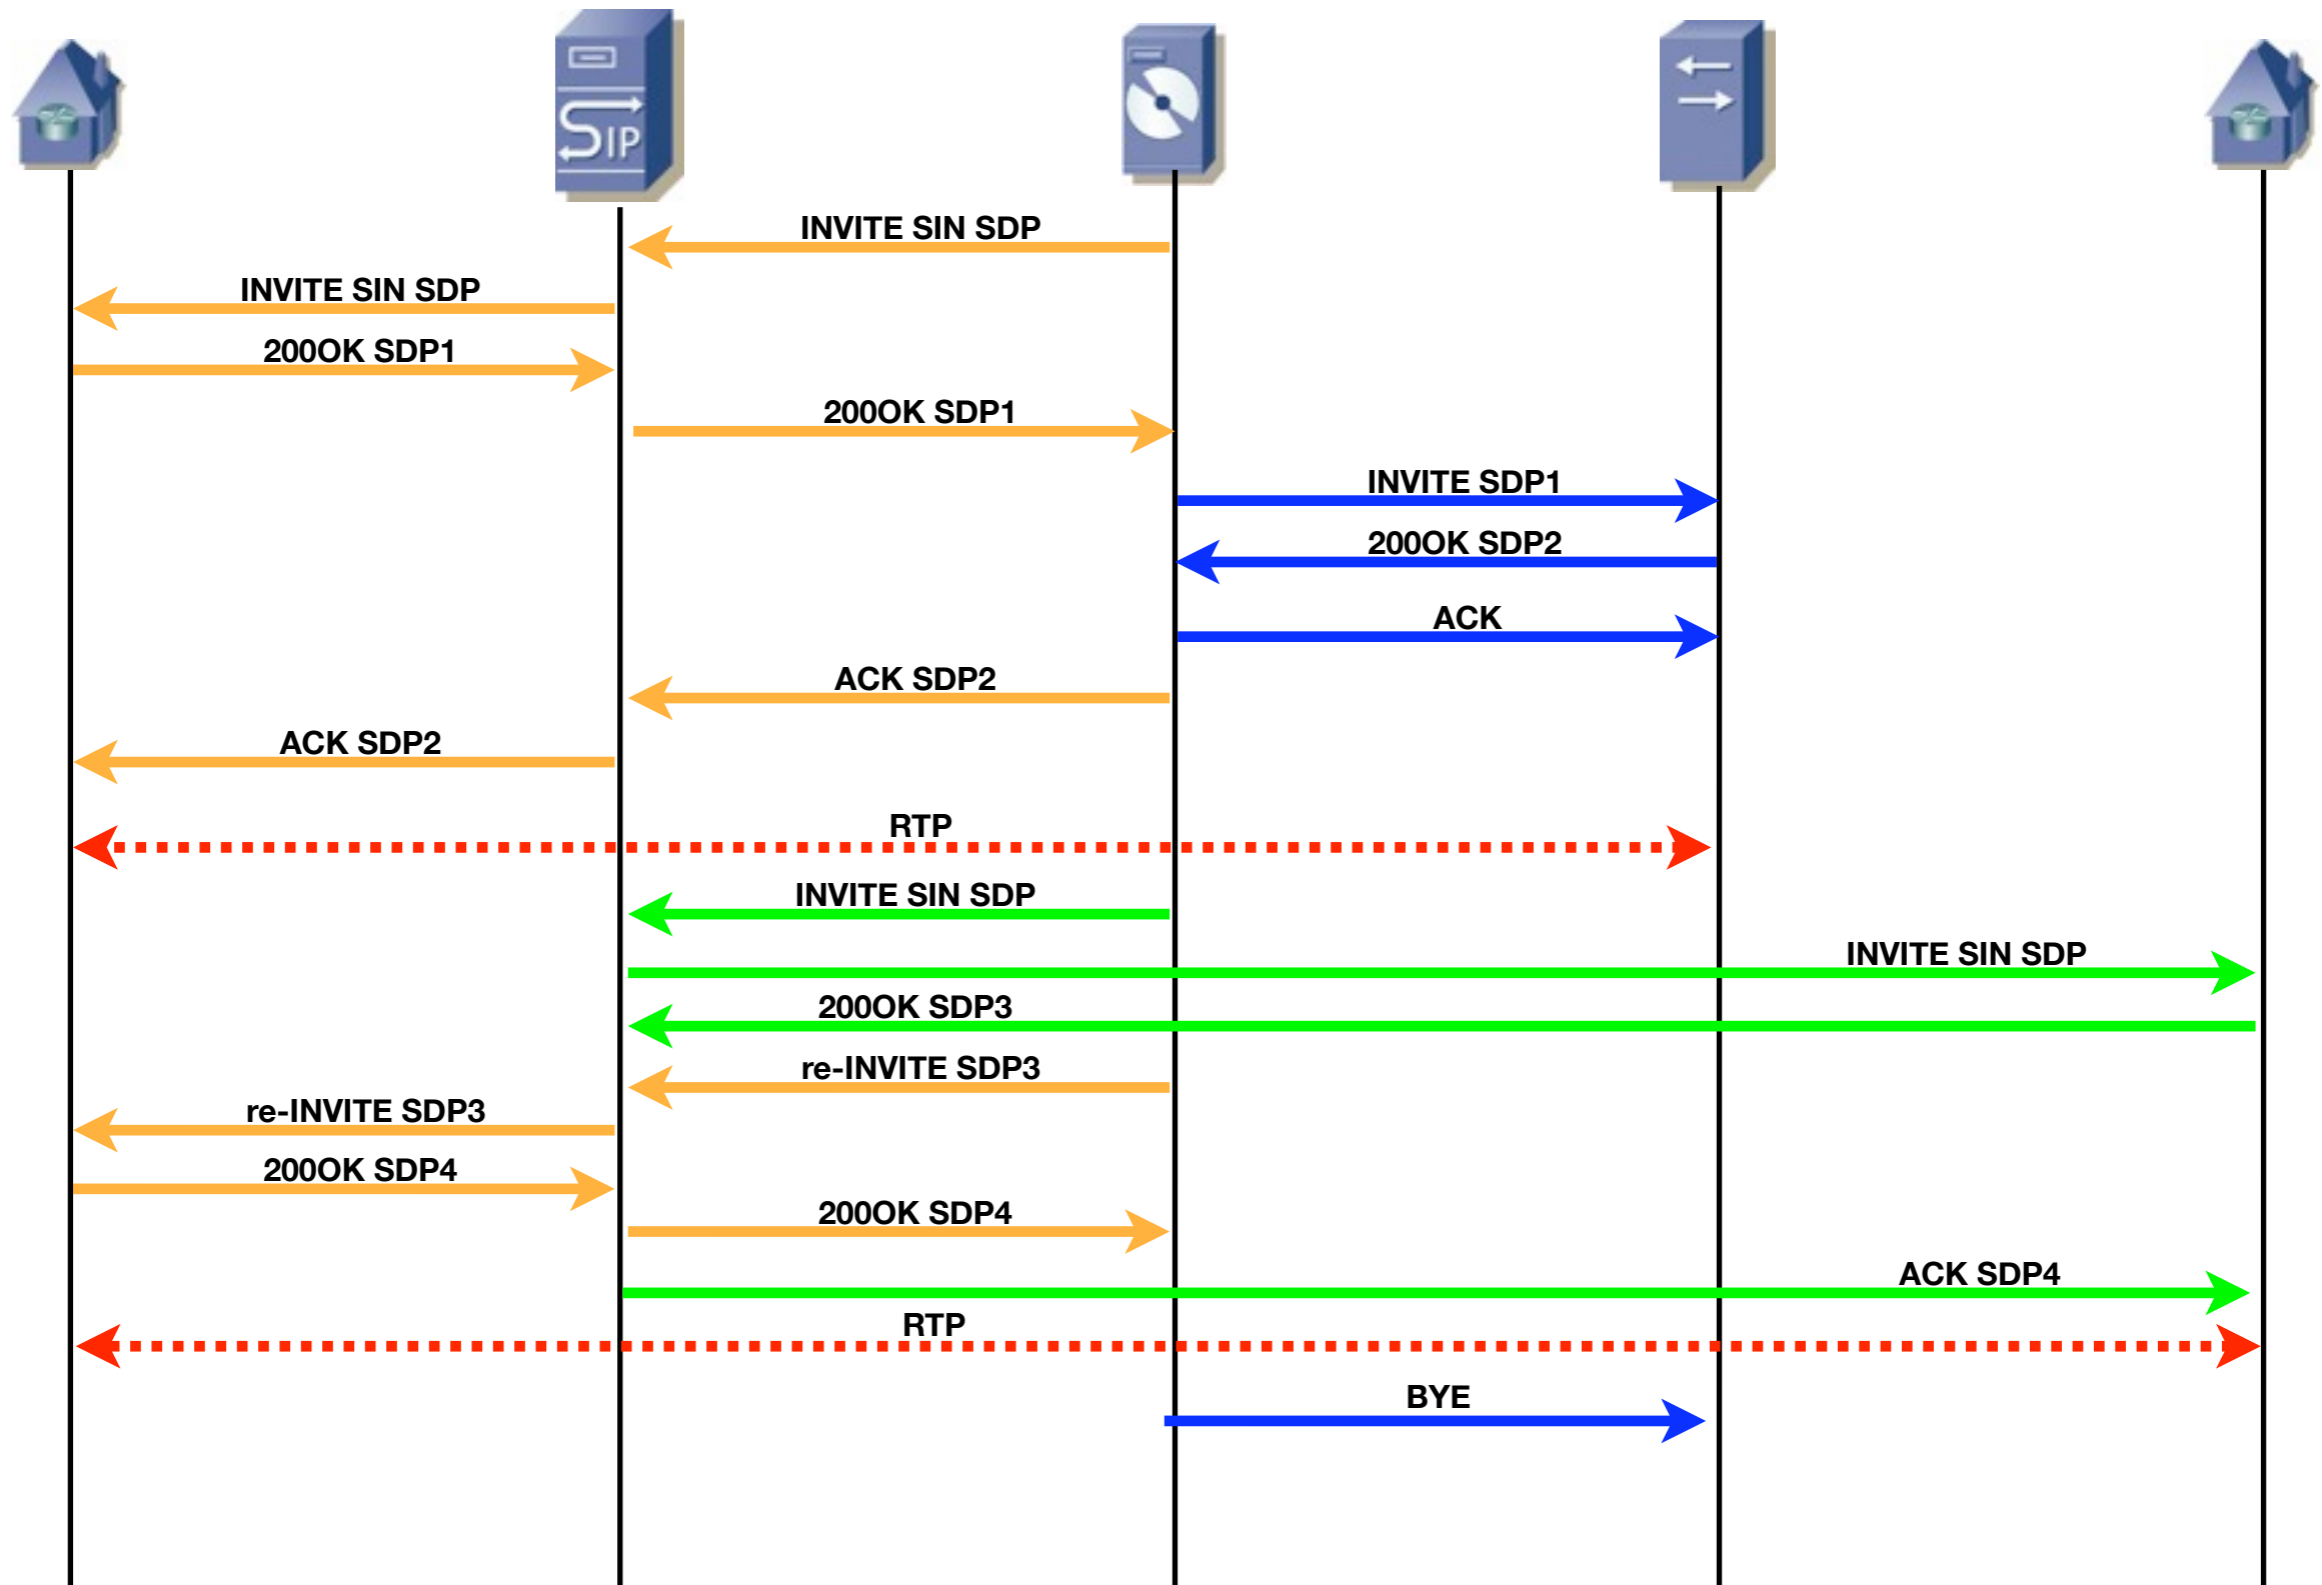 SIP
INVITE SIN SDP
INVITE SIN SDP
200OK SDP1
200OK SDP1
INVITE SDP1
200OK SDP2
ACK
ACK SDP2
ACK SDP2
RTP
INVITE SIN SDP
INVITE SIN SDP
200OK SDP3
re-INVITE SDP3
re-INVITE SDP3
200OK SDP4
200OK SDP4
ACK SDP4
RTP
BYE